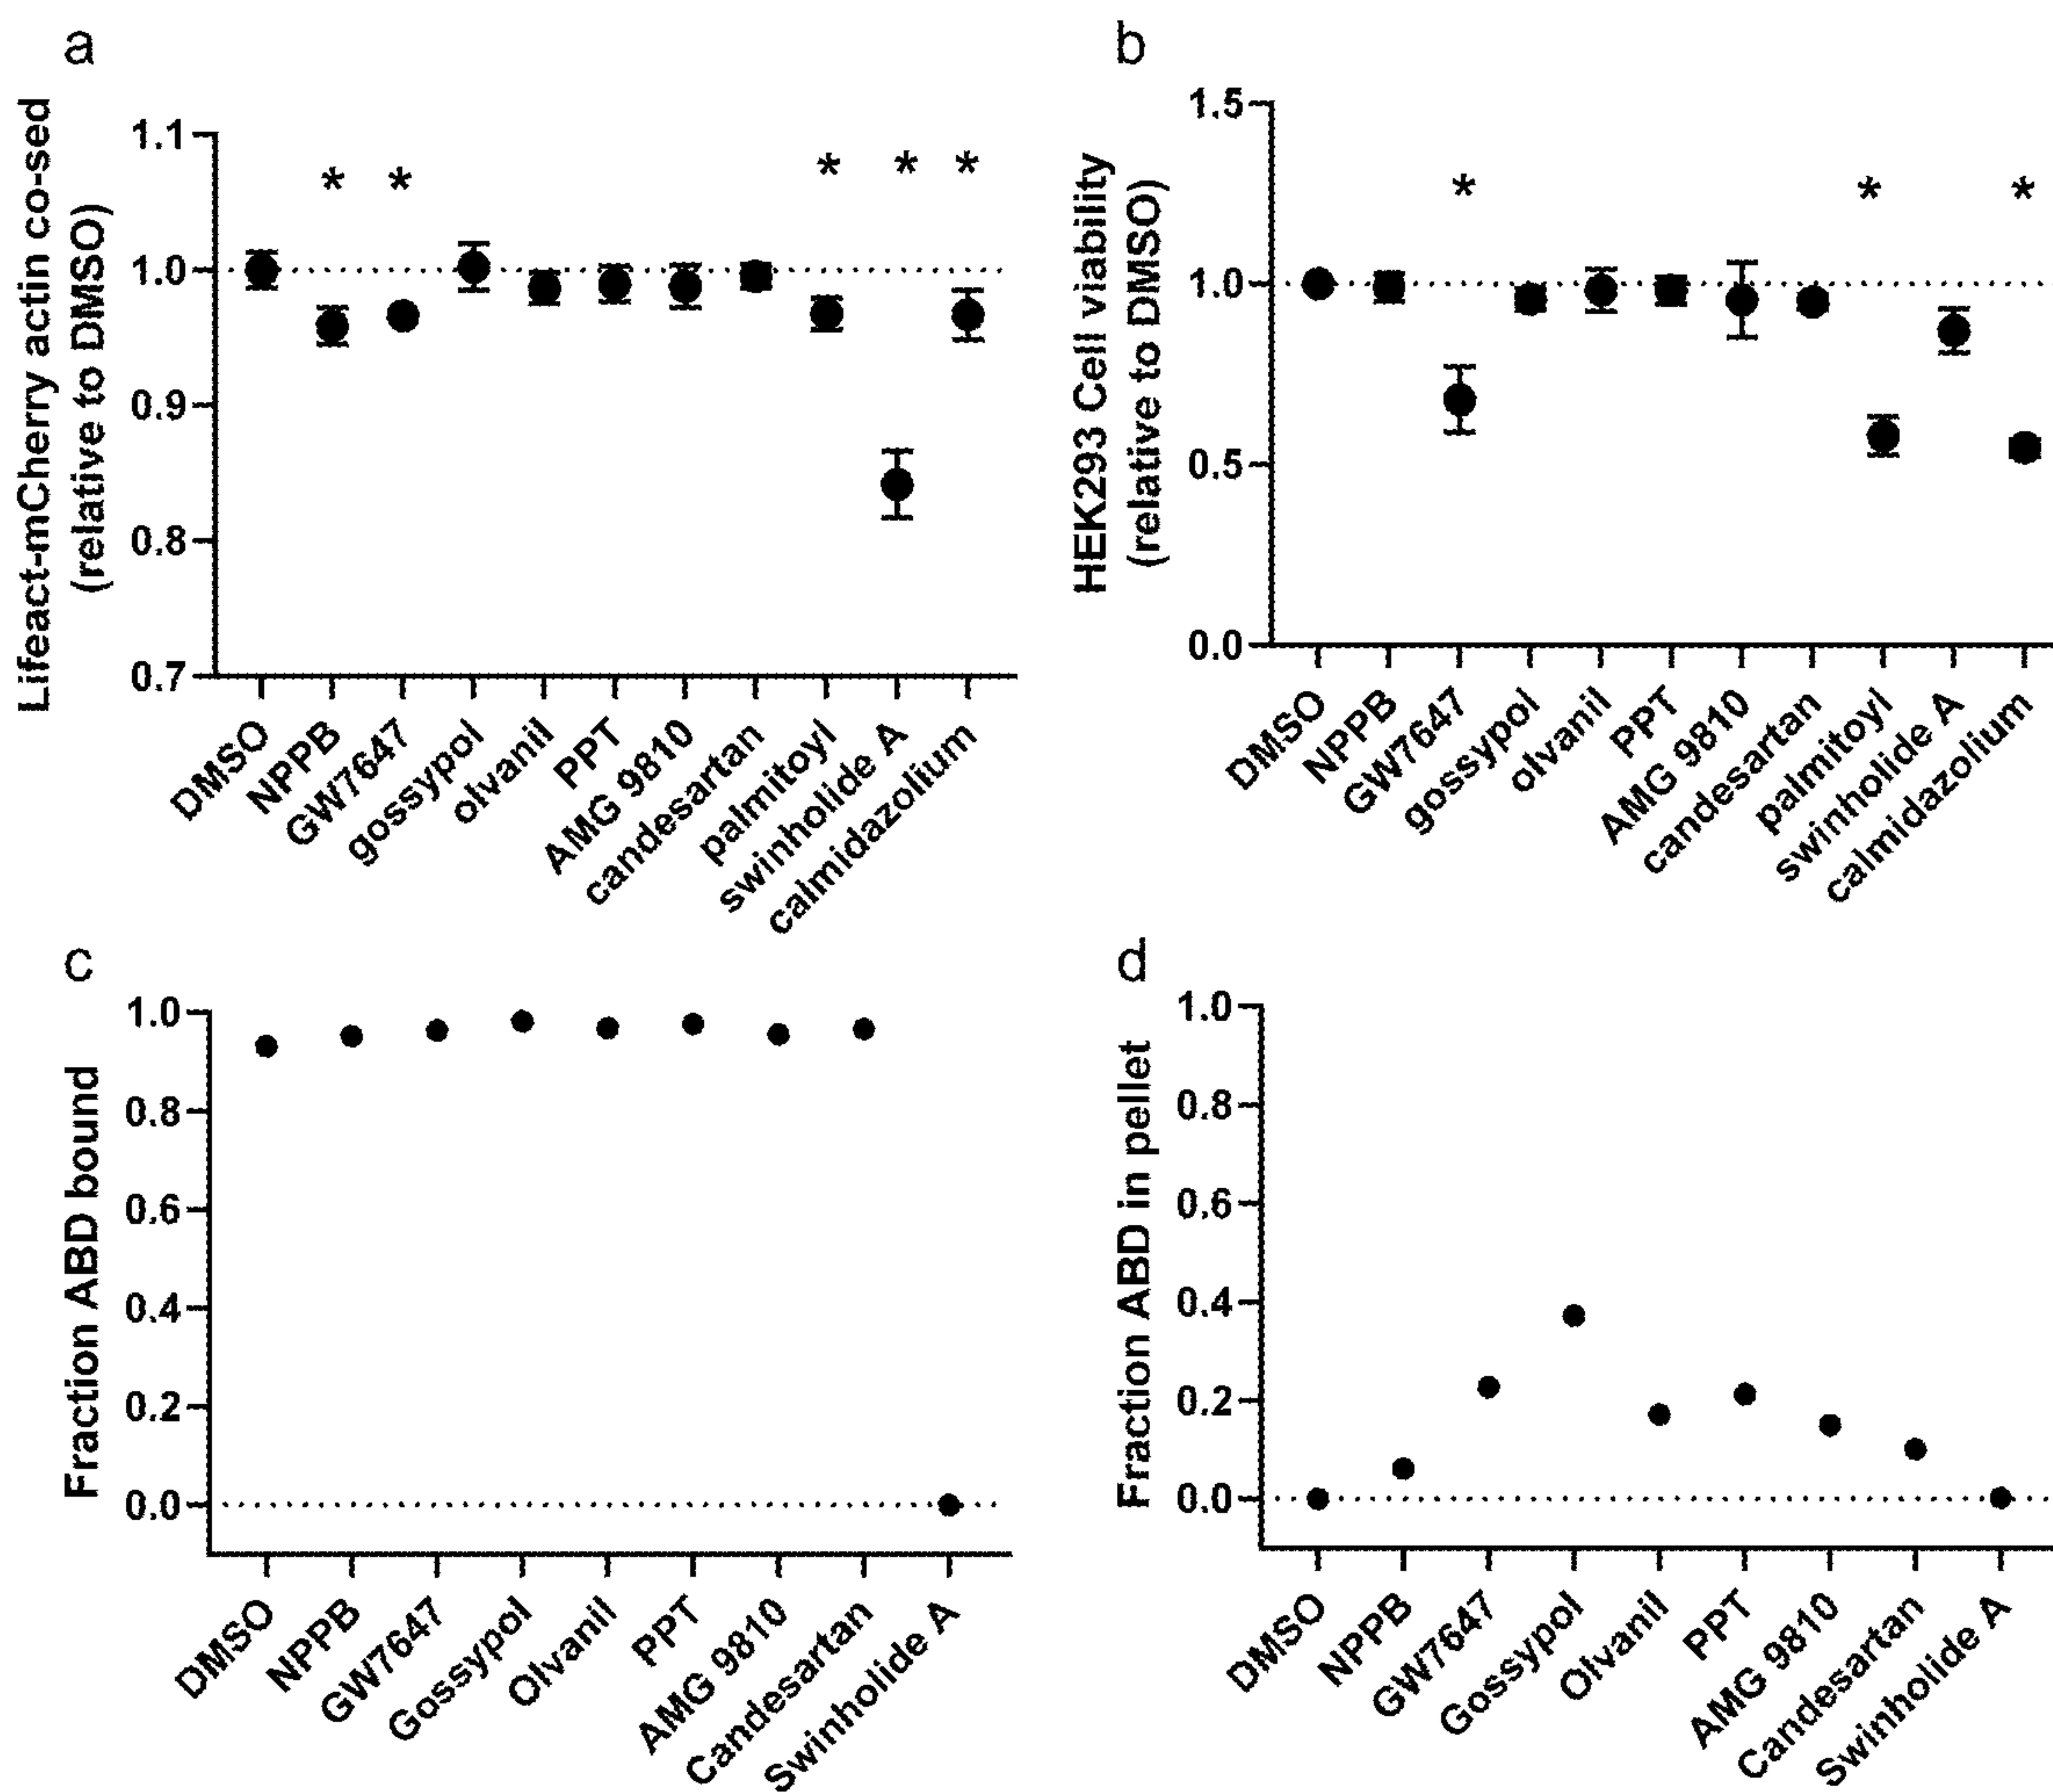 a
Lifeact-mCherry actin co-sed
(relative to DMSO)
1.1
1.0
0.9
0.8
0.7
* * * * *
DMSO
NPPB
GW7647
gossypol
olvanil
PPT
AMG 9810
candesartan
palmitoyl
swinholide A
calmidazolium
b
HEK293 Cell viability
(relative to DMSO)
1.5
1.0
0.5
0.0
* * *
DMSO
NPPB
GW7647
gossypol
olvanil
PPT
AMG 9810
candesartan
palmitoyl
swinholide A
calmidazolium
c
Fraction ABD bound
1.0
0.8
0.6
0.4
0.2
0.0
DMSO
NPPB
GW7647
Gossypol
Olvanil
PPT
AMG 9810
Candesartan
Swinholide A
d
Fraction ABD in pellet
1.0
0.8
0.6
0.4
0.2
0.0
DMSO
NPPB
GW7647
Gossypol
Olvanil
PPT
AMG 9810
Candesartan
Swinholide A